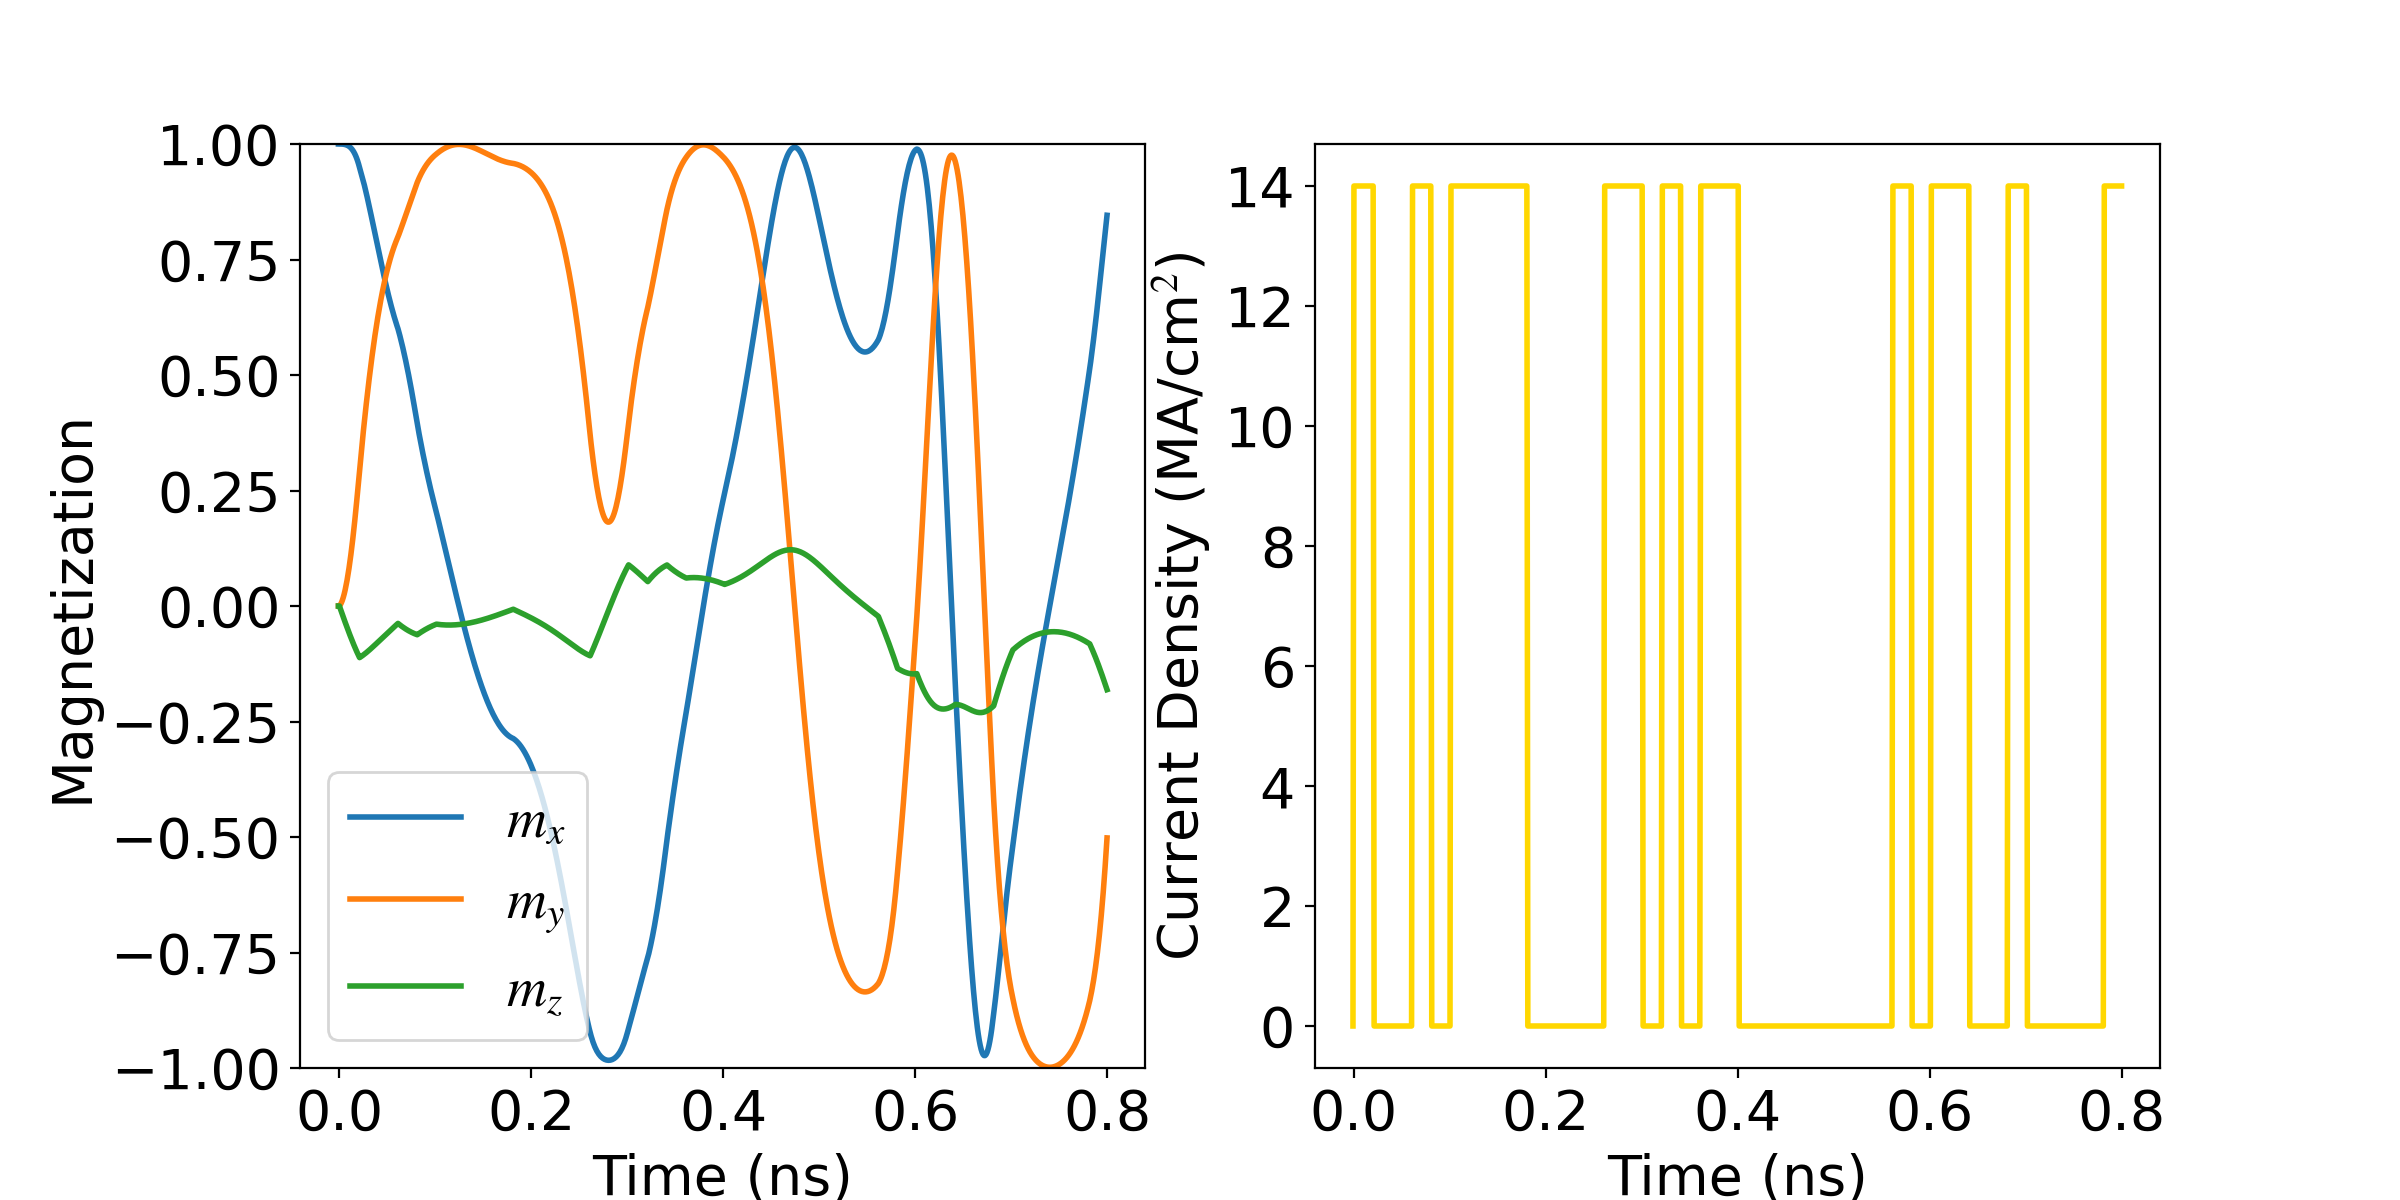 Magnetization
1.00
0.75
0.50
0.25
0.00
−0.25
−0.50
−0.75
−1.00
m_x
m_y
m_z
0.0 0.2 0.4 0.6 0.8
Time (ns)
Current Density (MA/cm²)
14
12
10
8
6
4
2
0
0.0 0.2 0.4 0.6 0.8
Time (ns)